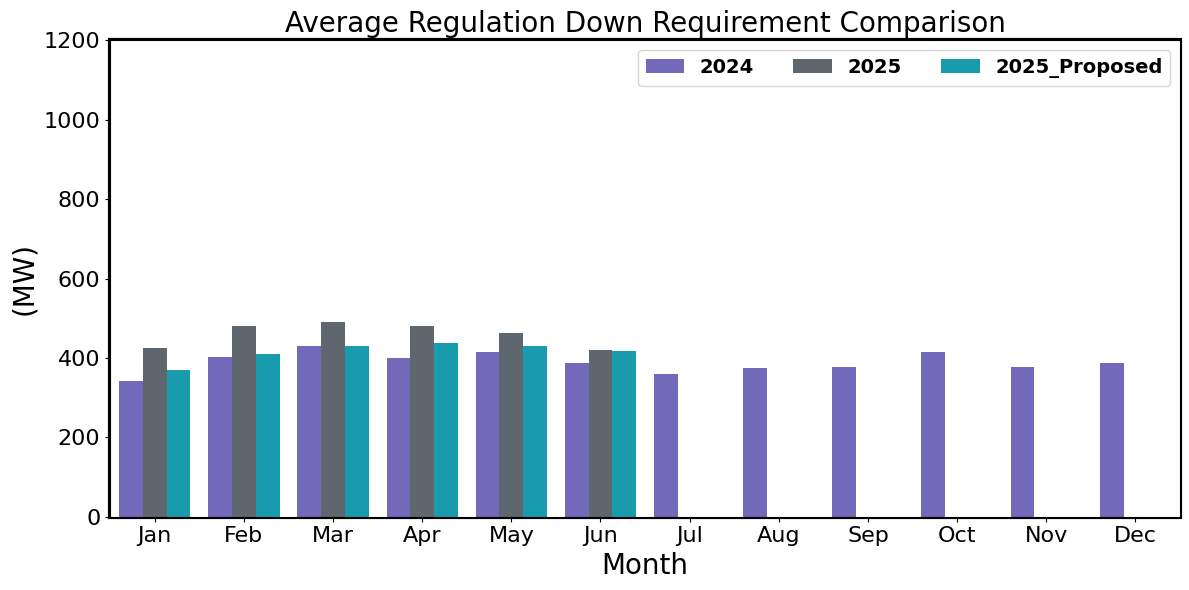 Average Regulation Down Requirement Comparison
2024 2025 2025_Proposed
1200
1000
800
600
400
200
0
(MW)
Jan Feb Mar Apr May Jun Jul Aug Sep Oct Nov Dec
Month